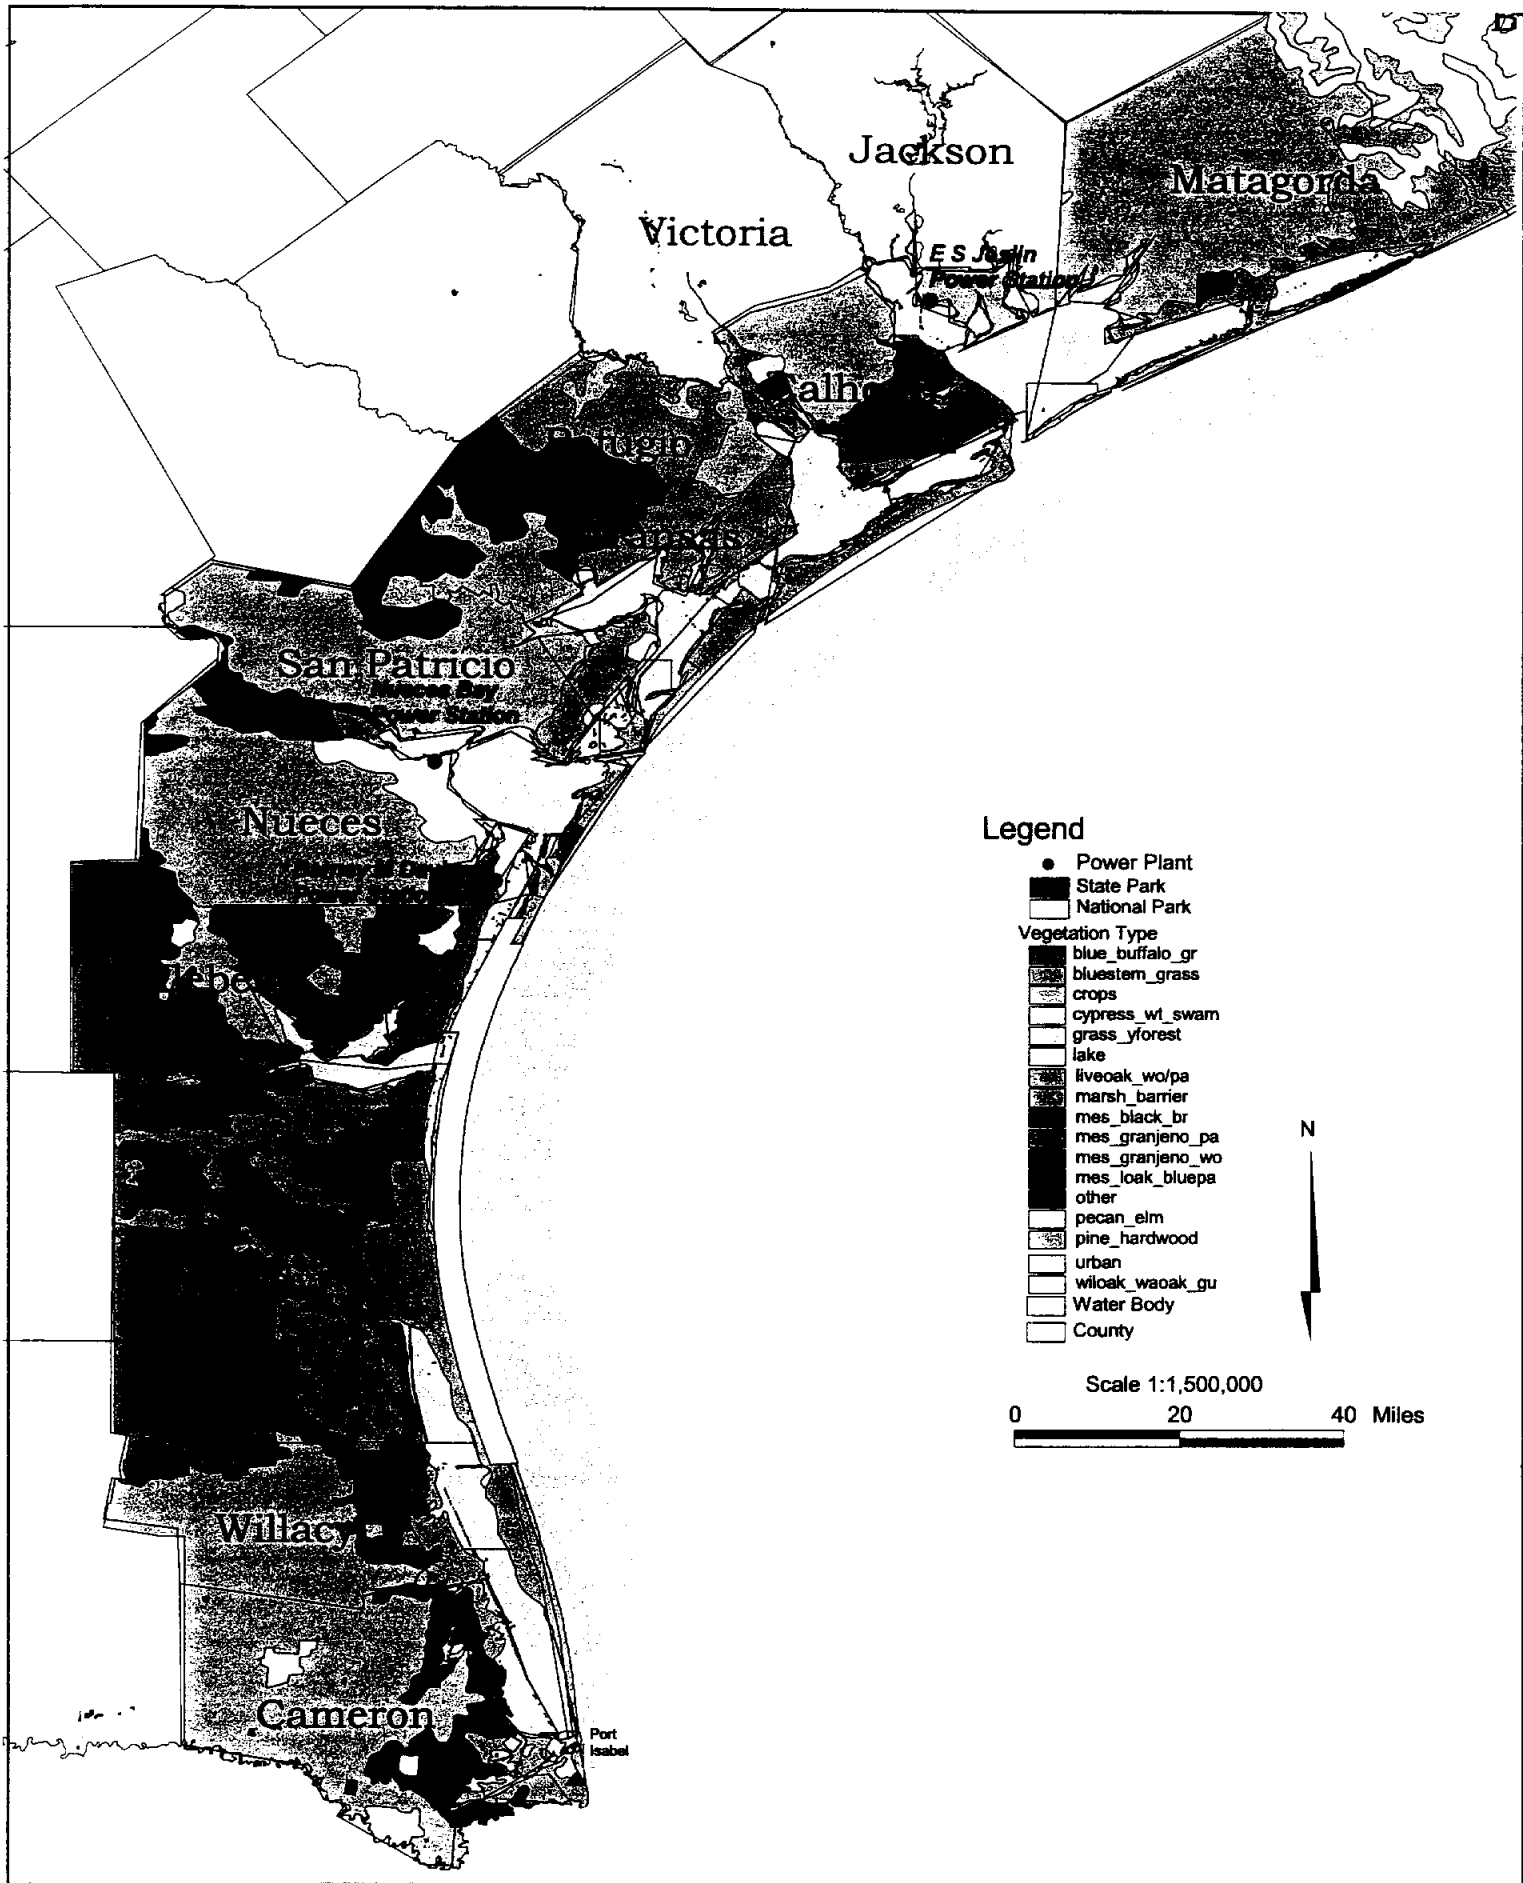 Jackson
Matagorda
Victoria
E S Joslin
Power Station
Refugio
San Patricio
Nueces Bay
Power Station
Nueces
Legend
Power Plant
State Park
National Park
Vegetation Type
blue_buffalo_gr
bluestem_grass
crops
cypress_wt_swam
grass_yforest
lake
liveoak_wo/pa
marsh_barrier
mes_black_br
mes_granjeno_pa
mes_granjeno_wo
mes_loak_bluepa
other
pecan_elm
pine_hardwood
urban
wiloak_waoak_gu
Water Body
County
N
Scale 1:1,500,000
0 20 40 Miles
Willacy
Cameron
Port
Isabel